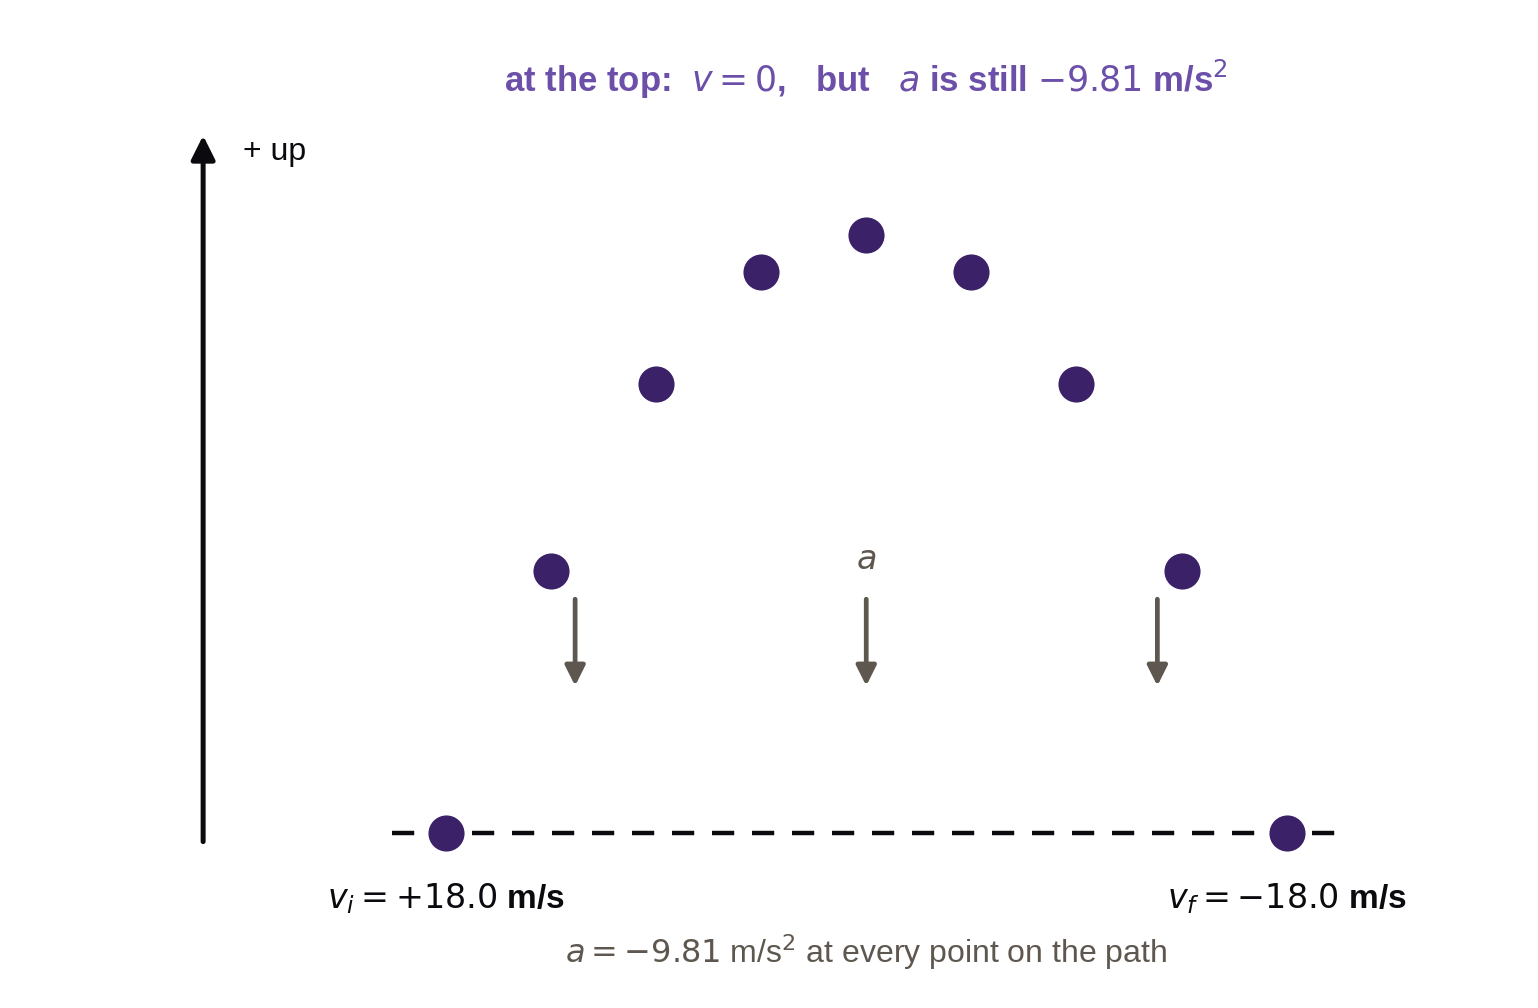 at the top: v = 0, but a is still −9.81 m/s²
+ up
a
v_i = +18.0 m/s
v_f = −18.0 m/s
a = −9.81 m/s² at every point on the path